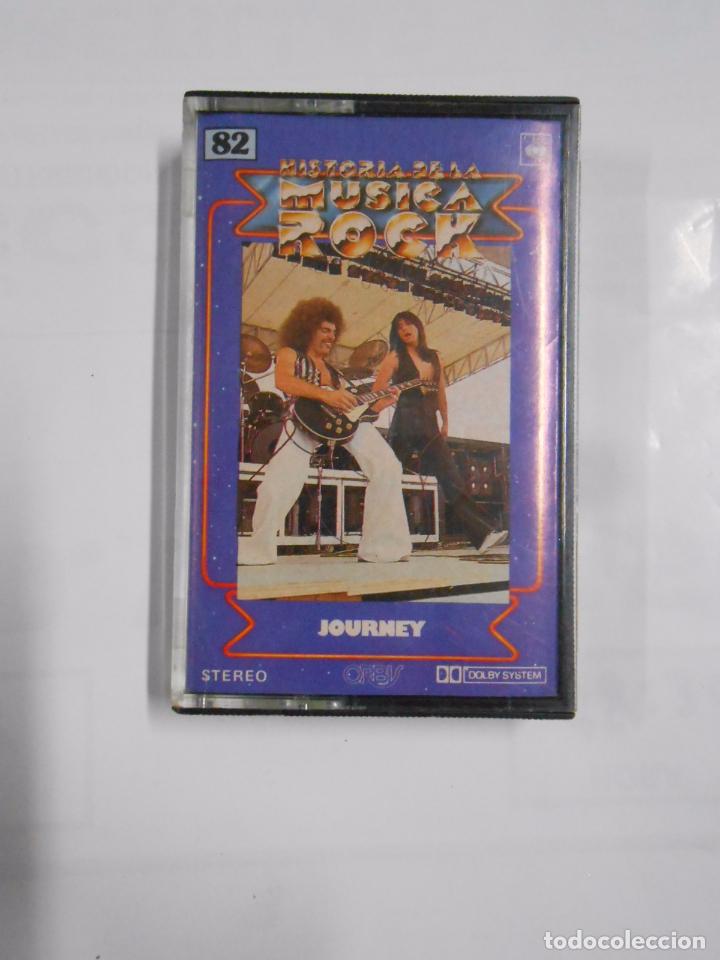 82
HISTORIA DE LA
MUSICA
ROCK
JOURNEY
STEREO
ORBIS
DOLBY SYSTEM
todocoleccion